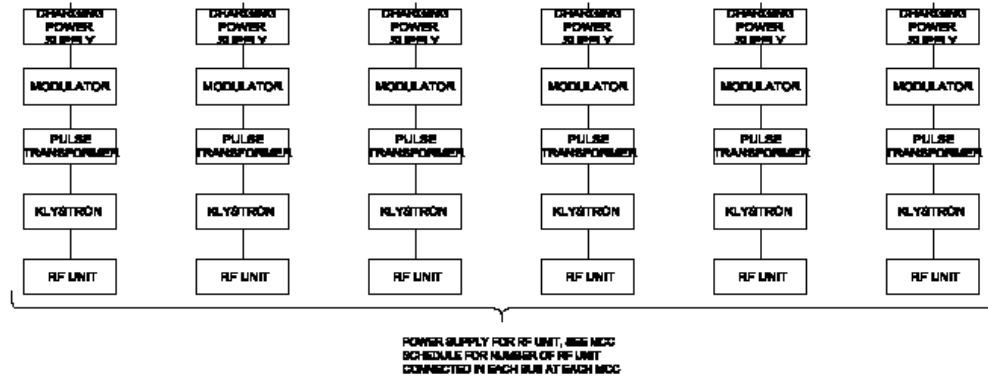 CHARGING CHARGING CHARGING CHARGING CHARGING CHARGING
POWER POWER POWER POWER POWER POWER
SUPPLY SUPPLY SUPPLY SUPPLY SUPPLY SUPPLY
MODULATOR MODULATOR MODULATOR MODULATOR MODULATOR MODULATOR
PULSE PULSE PULSE PULSE PULSE PULSE
TRANSFORMER TRANSFORMER TRANSFORMER TRANSFORMER TRANSFORMER TRANSFORMER
KLYSTRON KLYSTRON KLYSTRON KLYSTRON KLYSTRON KLYSTRON
RF UNIT RF UNIT RF UNIT RF UNIT RF UNIT RF UNIT
POWER SUPPLY FOR RF UNIT, SEE MCC
SCHEDULE FOR NUMBER OF RF UNIT
CONNECTED IN EACH BUS AT EACH MCC